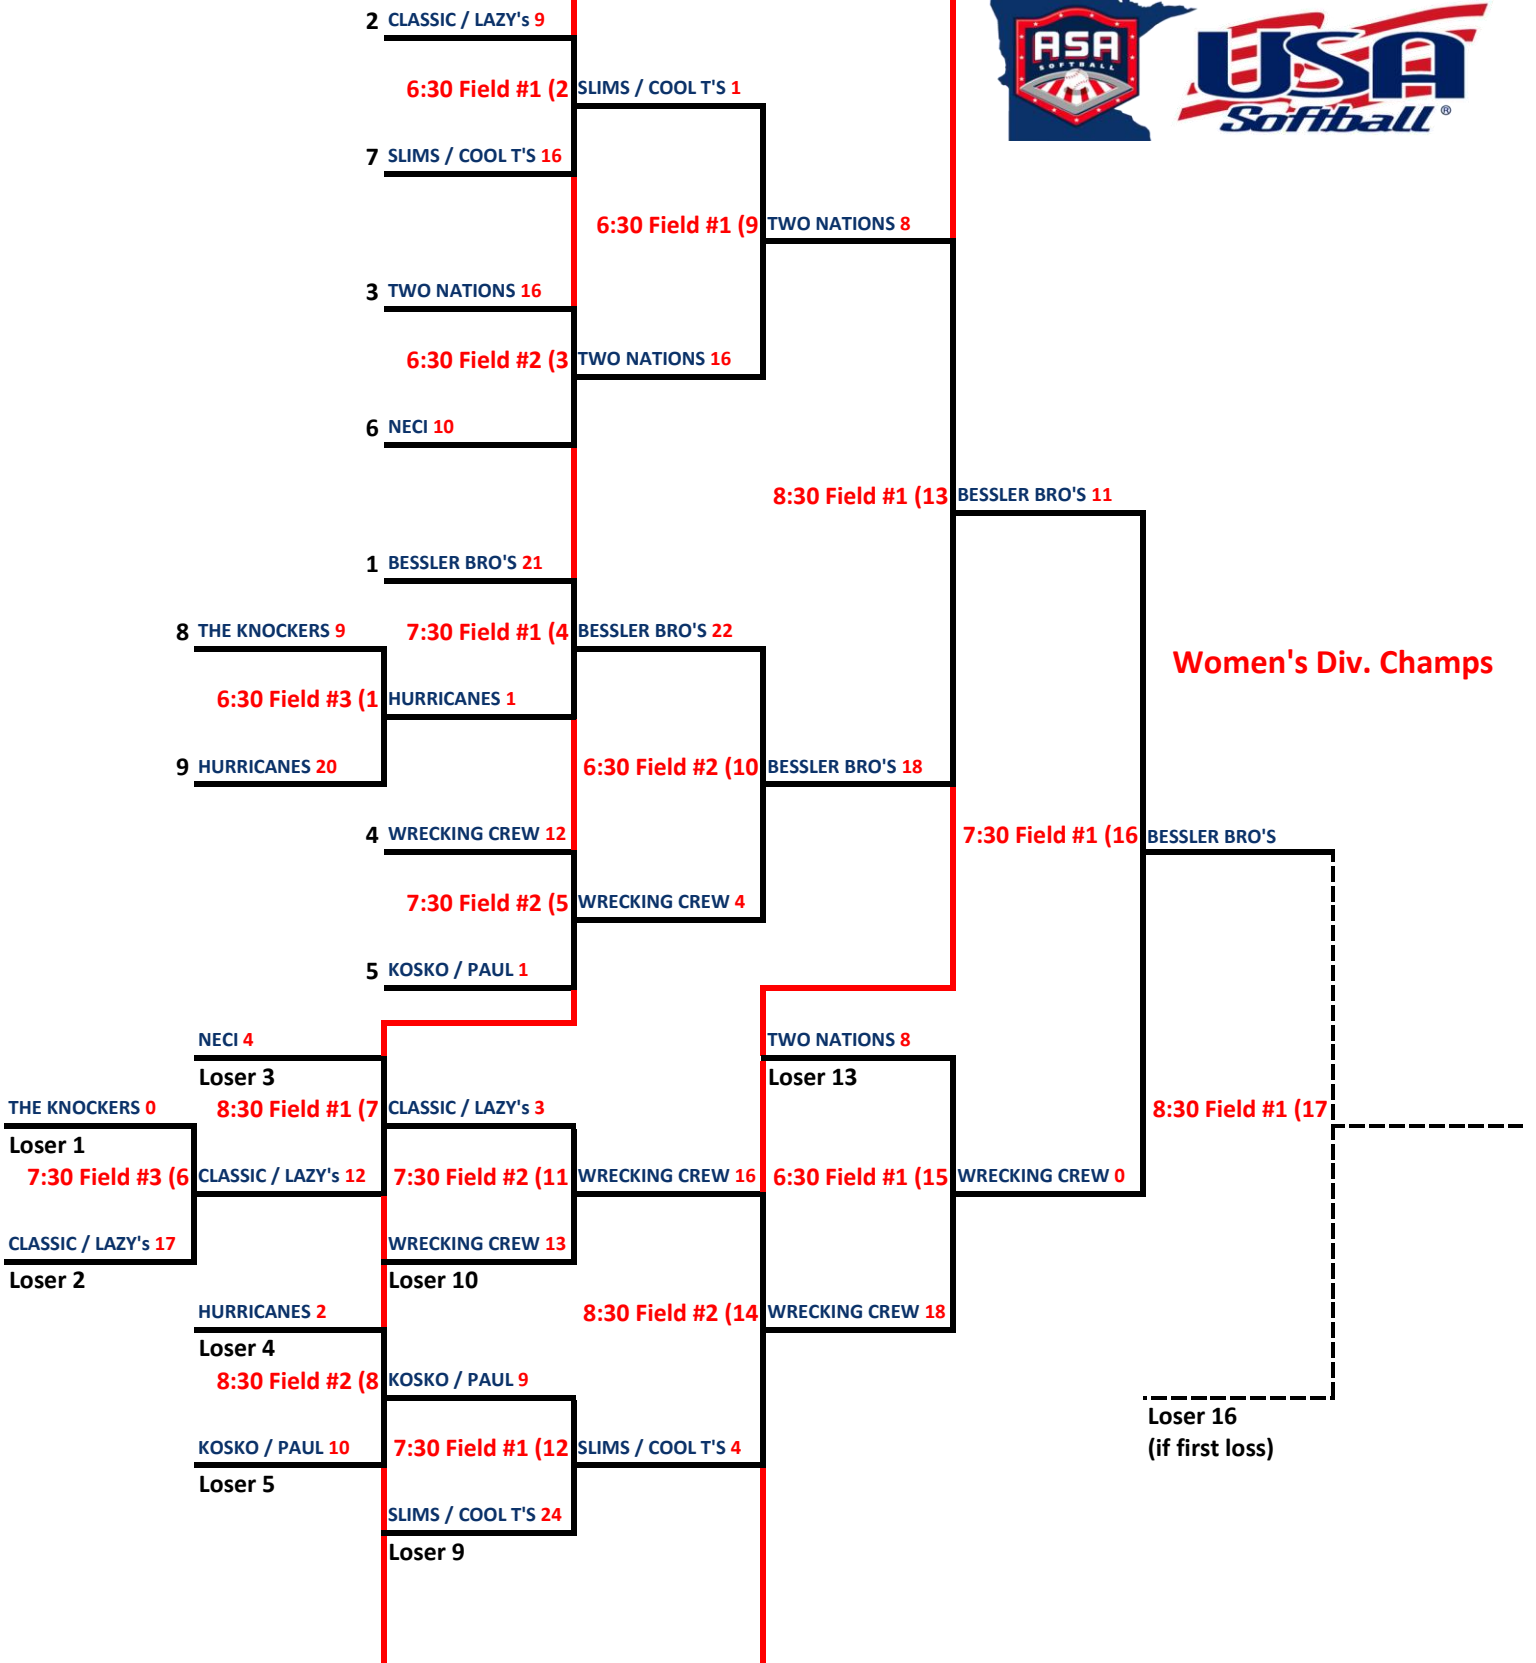 2 CLASSIC / LAZY's 9
ASA
SOFTBALL
USA
Softball ®
6:30 Field #1 (2
SLIMS / COOL T'S 1
7 SLIMS / COOL T'S 16
6:30 Field #1 (9
TWO NATIONS 8
3 TWO NATIONS 16
6:30 Field #2 (3
TWO NATIONS 16
6 NECI 10
8:30 Field #1 (13
BESSLER BRO'S 11
1 BESSLER BRO'S 21
8 THE KNOCKERS 9
7:30 Field #1 (4
BESSLER BRO'S 22
Women's Div. Champs
6:30 Field #3 (1
HURRICANES 1
9 HURRICANES 20
6:30 Field #2 (10
BESSLER BRO'S 18
4 WRECKING CREW 12
7:30 Field #1 (16
BESSLER BRO'S
7:30 Field #2 (5
WRECKING CREW 4
5 KOSKO / PAUL 1
NECI 4
Loser 3
TWO NATIONS 8
Loser 13
THE KNOCKERS 0
Loser 1
8:30 Field #1 (7
CLASSIC / LAZY's 3
8:30 Field #1 (17
7:30 Field #3 (6
CLASSIC / LAZY's 12
7:30 Field #2 (11
WRECKING CREW 16
6:30 Field #1 (15
WRECKING CREW 0
CLASSIC / LAZY's 17
Loser 2
WRECKING CREW 13
Loser 10
HURRICANES 2
Loser 4
8:30 Field #2 (14
WRECKING CREW 18
8:30 Field #2 (8
KOSKO / PAUL 9
Loser 16
(if first loss)
KOSKO / PAUL 10
Loser 5
7:30 Field #1 (12
SLIMS / COOL T'S 4
SLIMS / COOL T'S 24
Loser 9